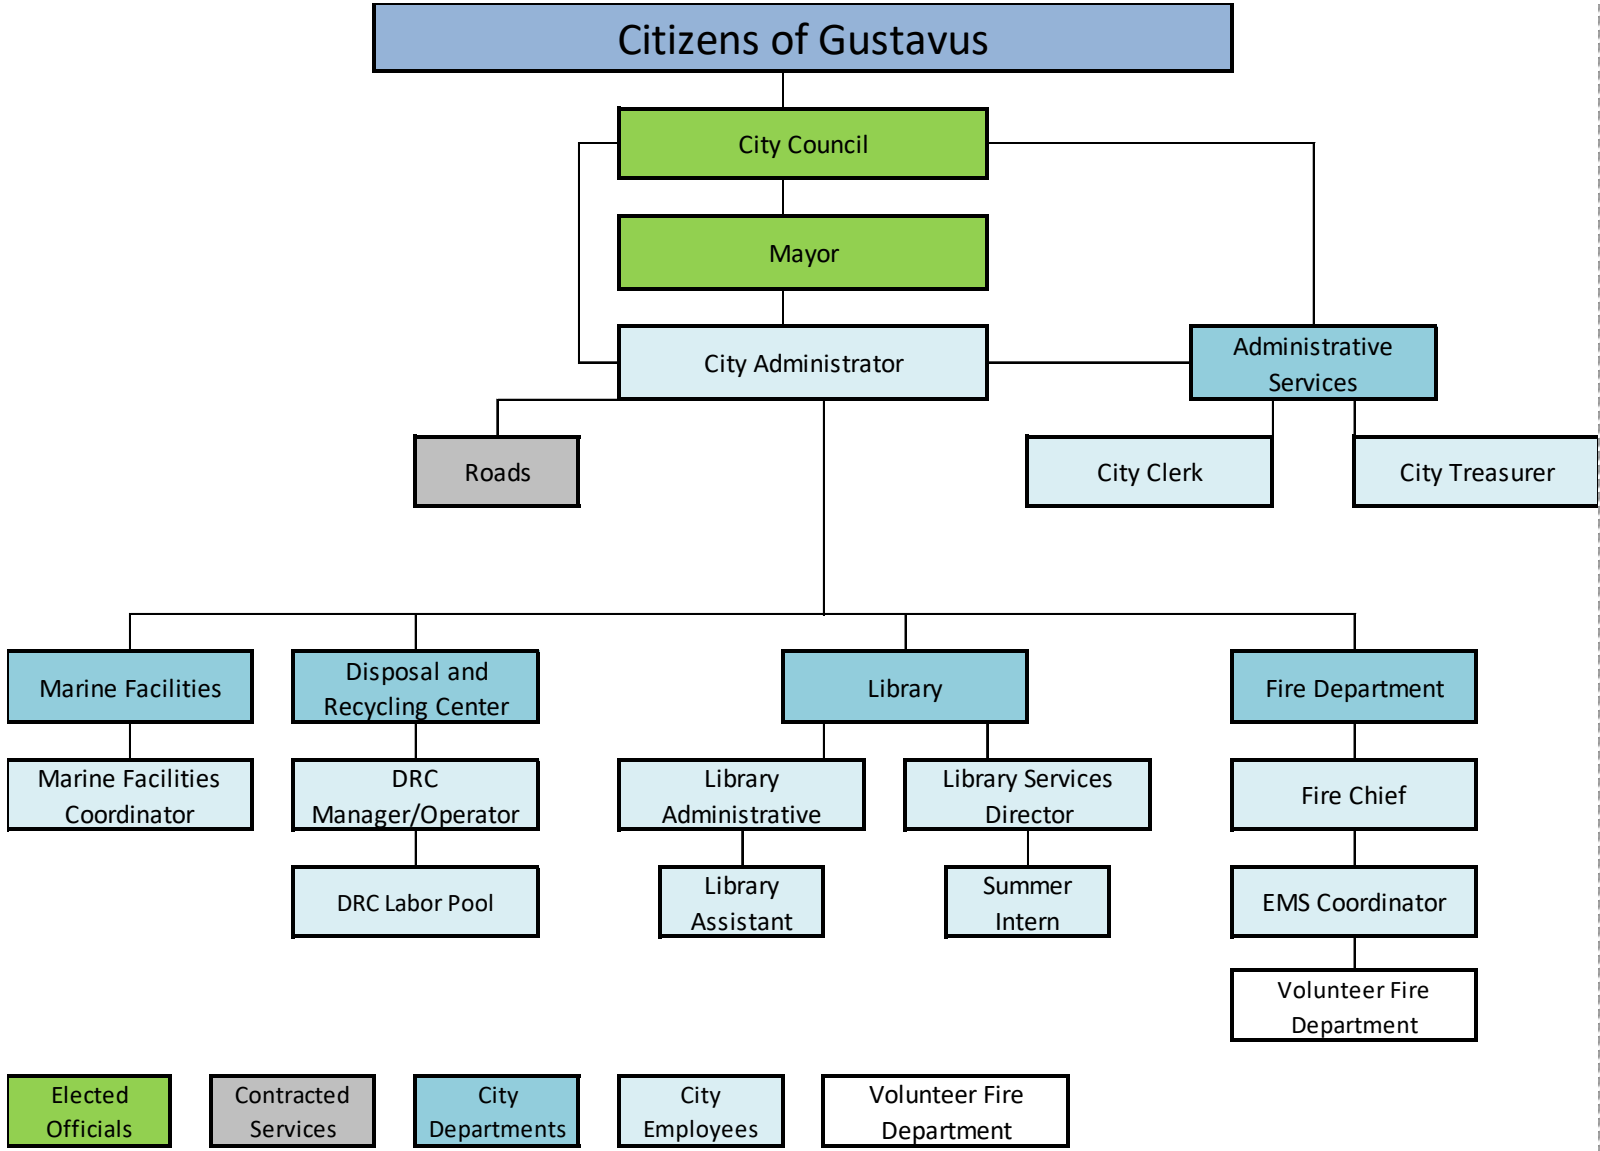 Citizens of Gustavus
City Council
Mayor
City Administrator
Administrative
Services
Roads
City Clerk
City Treasurer
Marine Facilities
Disposal and
Recycling Center
Library
Fire Department
Marine Facilities
Coordinator
DRC
Manager/Operator
Library
Administrative
Library Services
Director
Fire Chief
DRC Labor Pool
Library
Assistant
Summer
Intern
EMS Coordinator
Volunteer Fire
Department
Elected
Officials
Contracted
Services
City
Departments
City
Employees
Volunteer Fire
Department